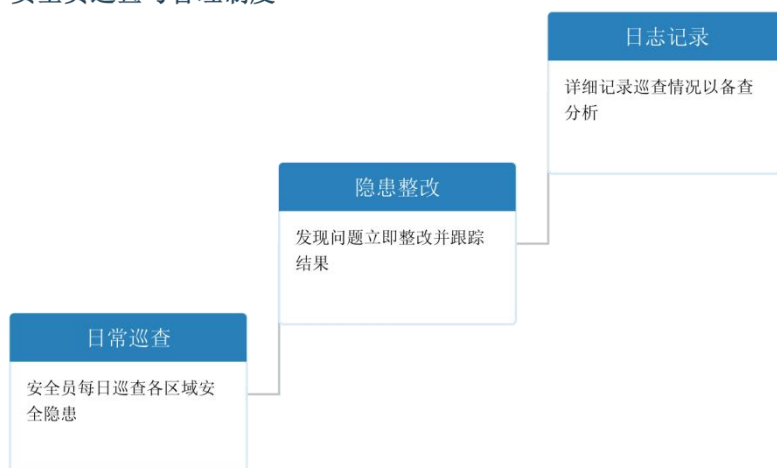 日志记录
详细记录巡查情况以备查
分析
隐患整改
发现问题立即整改并跟踪
结果
日常巡查
安全员每日巡查各区域安
全隐患